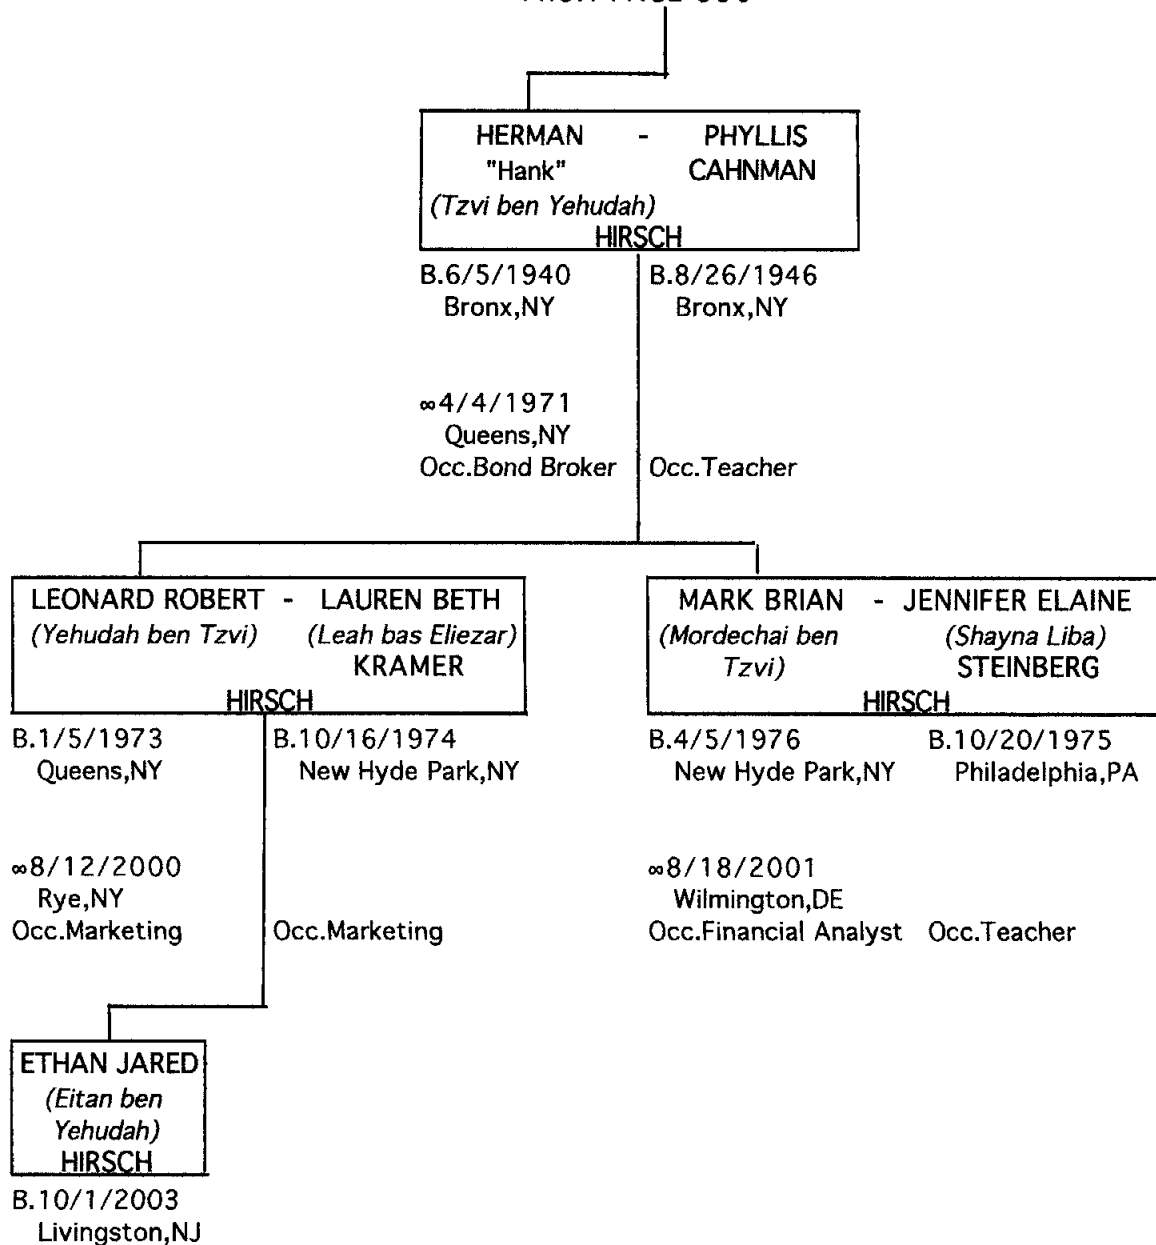 HERMAN - PHYLLIS
"Hank" CAHNMAN
(Tzvi ben Yehudah)
HIRSCH
B.6/5/1940 B.8/26/1946
Bronx,NY Bronx,NY
∞4/4/1971
Queens,NY
Occ.Bond Broker Occ.Teacher
LEONARD ROBERT - LAUREN BETH
(Yehudah ben Tzvi) (Leah bas Eliezar)
KRAMER
HIRSCH
MARK BRIAN - JENNIFER ELAINE
(Mordechai ben (Shayna Liba)
Tzvi) STEINBERG
HIRSCH
B.1/5/1973 B.10/16/1974
Queens,NY New Hyde Park,NY
B.4/5/1976 B.10/20/1975
New Hyde Park,NY Philadelphia,PA
∞8/12/2000
Rye,NY
Occ.Marketing Occ.Marketing
∞8/18/2001
Wilmington,DE
Occ.Financial Analyst Occ.Teacher
ETHAN JARED
(Eitan ben
Yehudah)
HIRSCH
B.10/1/2003
Livingston,NJ